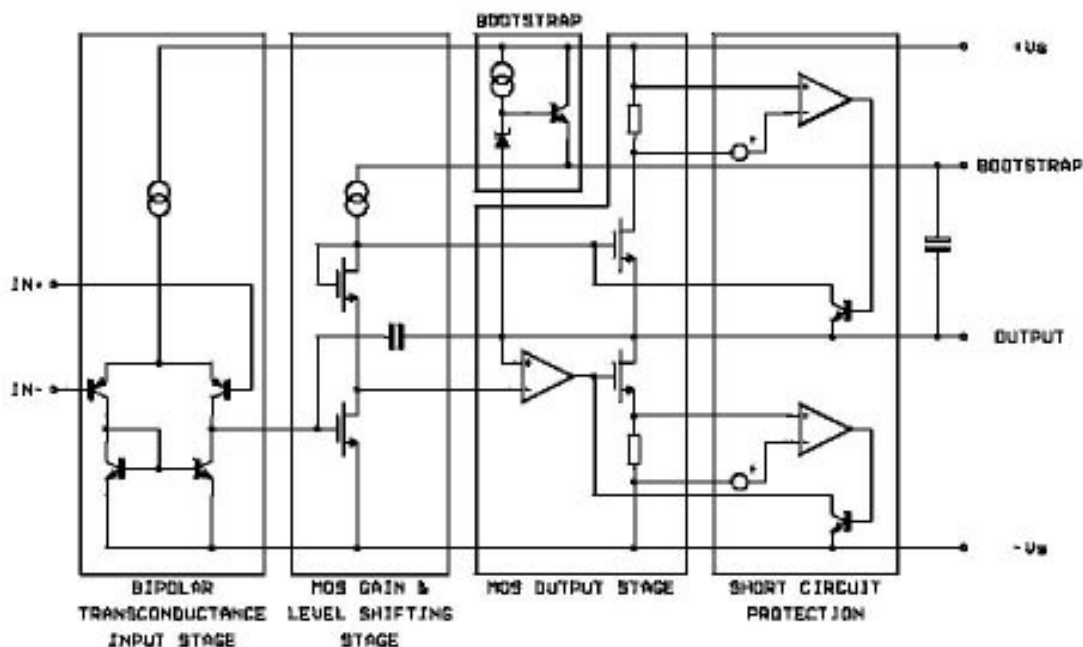 BOOTSTRAP
+Vs
BOOTSTRAP
IN+
OUTPUT
IN-
-Vs
BIPOLAR
TRANSCONDUCTANCE
INPUT STAGE
MOS GAIN &
LEVEL SHIFTING
STAGE
MOS OUTPUT STAGE
SHORT CIRCUIT
PROTECTION